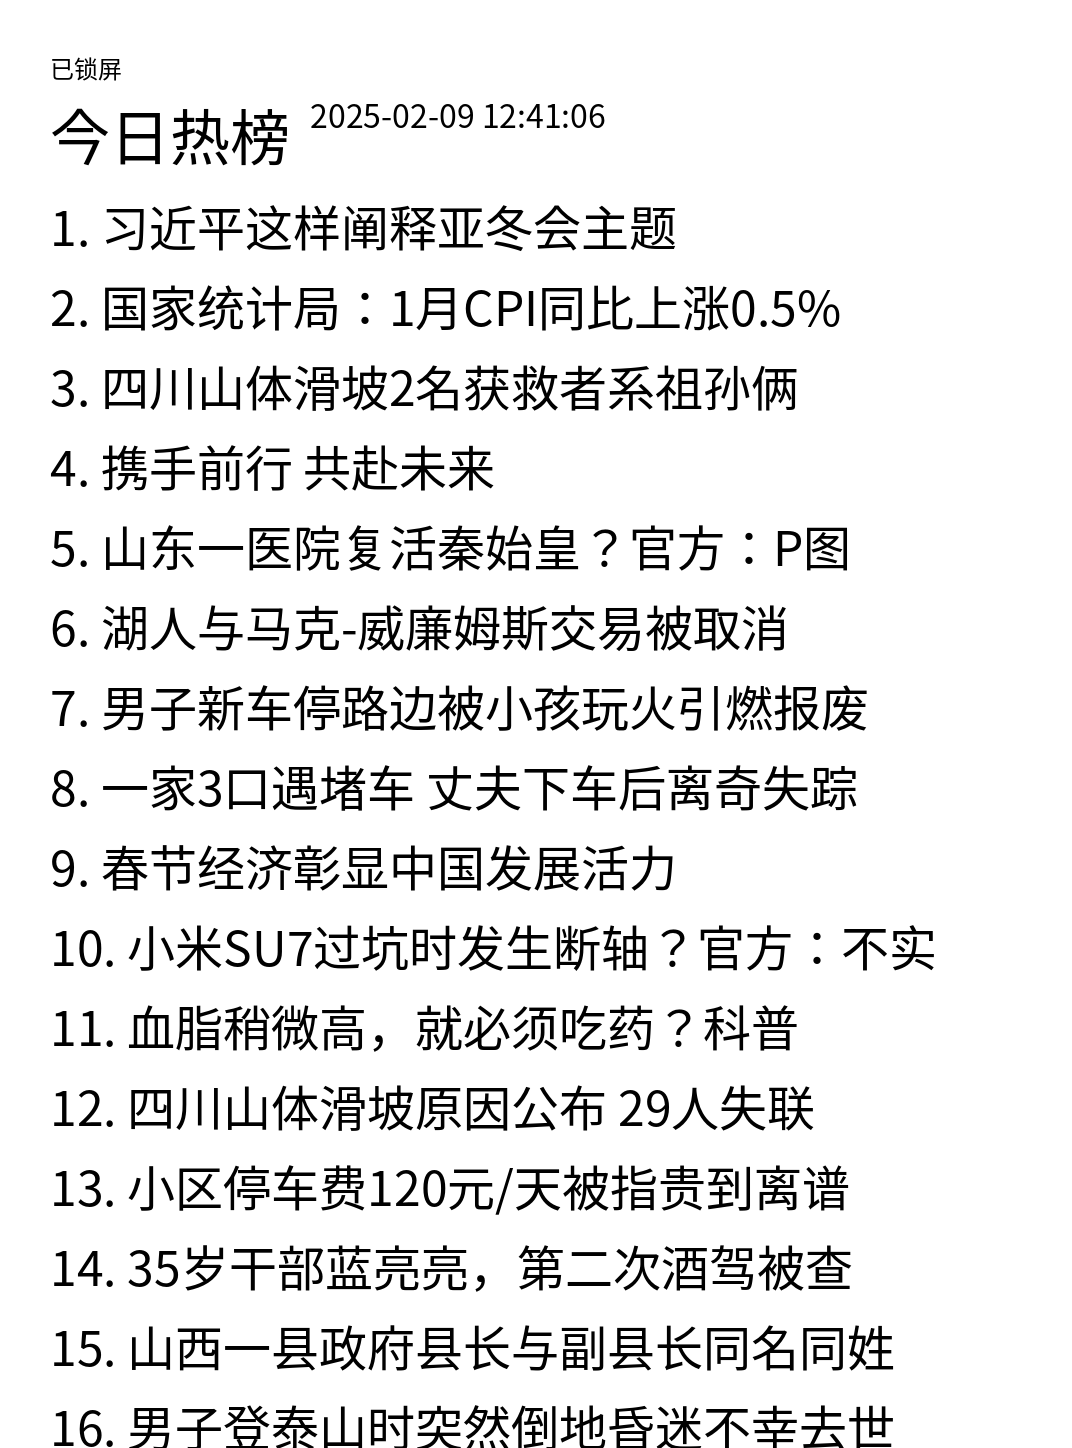 已锁屏
今日热榜 2025-02-09 12:41:06
1. 习近平这样阐释亚冬会主题
2. 国家统计局：1月CPI同比上涨0.5%
3. 四川山体滑坡2名获救者系祖孙俩
4. 携手前行 共赴未来
5. 山东一医院复活秦始皇？官方：P图
6. 湖人与马克-威廉姆斯交易被取消
7. 男子新车停路边被小孩玩火引燃报废
8. 一家3口遇堵车 丈夫下车后离奇失踪
9. 春节经济彰显中国发展活力
10. 小米SU7过坑时发生断轴？官方：不实
11. 血脂稍微高，就必须吃药？科普
12. 四川山体滑坡原因公布 29人失联
13. 小区停车费120元/天被指贵到离谱
14. 35岁干部蓝亮亮，第二次酒驾被查
15. 山西一县政府县长与副县长同名同姓
16. 男子登泰山时突然倒地昏迷不幸去世